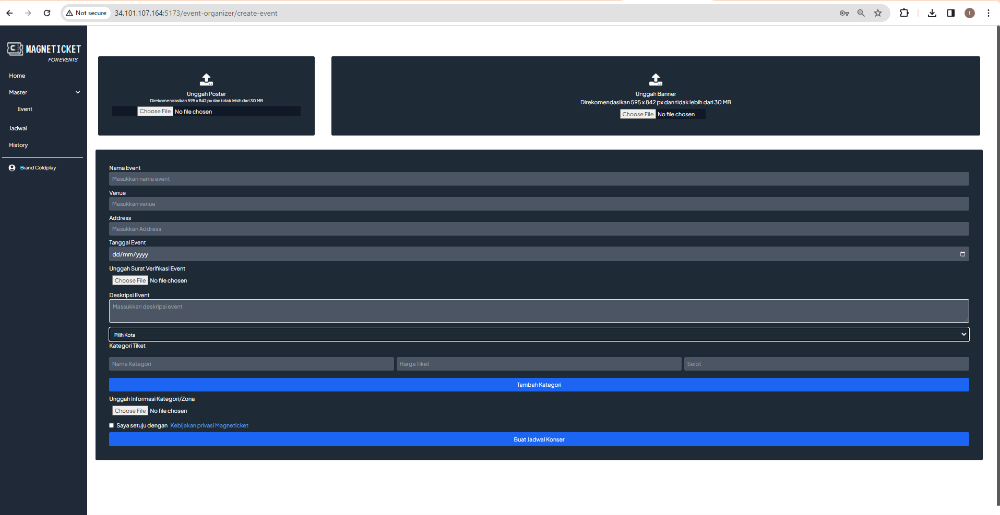 Not secure 34.101.107.164:5173/event-organizer/create-event
t
MAGNETICKET
FOR EVENTS
Home
Master
Event
Jadwal
History
Brand Coldplay
Unggah Poster
Direkomendasikan 595 x 842 px dan tidak lebih dari 30 MB
Choose File No file chosen
Unggah Banner
Direkomendasikan 595 x 842 px dan tidak lebih dari 30 MB
Choose File No file chosen
Nama Event
Masukkan nama event
Venue
Masukkan venue
Address
Masukkan Address
Tanggal Event
dd/mm/yyyy
Unggah Surat Verifikasi Event
Choose File No file chosen
Deskripsi Event
Massukkan deskripsi event
Pilih Kota
Kategori Tiket
Nama Kategori Harga Tiket Selot
Tambah Kategori
Unggah Informasi Kategori/Zona
Choose File No file chosen
Saya setuju dengan Kebijakan privasi Magneticket
Buat Jadwal Konser